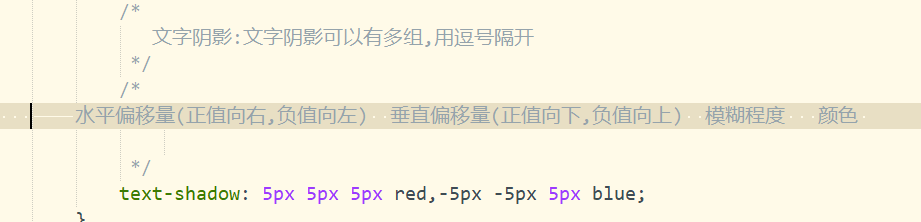 /*
文字阴影:文字阴影可以有多组,用逗号隔开
*/
/*
水平偏移量(正值向右,负值向左) 垂直偏移量(正值向下,负值向上) 模糊程度 颜色
*/
text-shadow: 5px 5px 5px red,-5px -5px 5px blue;
}